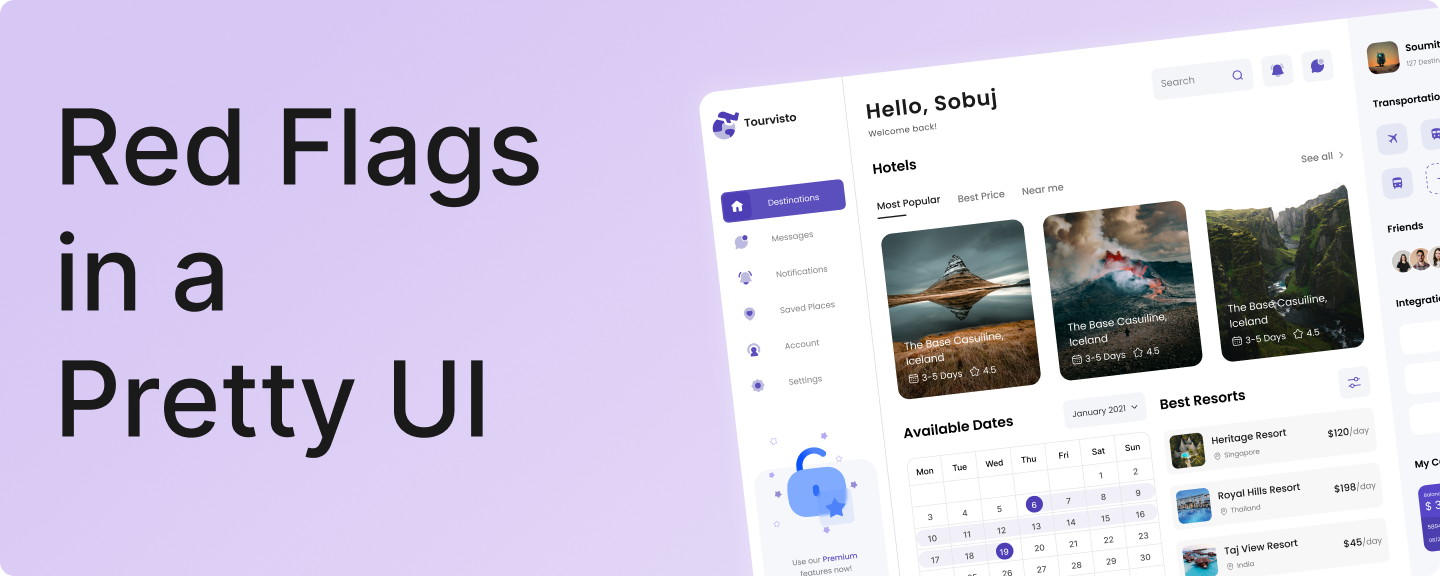 Red Flags
in a
Pretty UI
Tourvisto
Destinations
Messages
Notifications
Saved Places
Account
Settings
Use our Premium
features now!
Hello, Sobuj
Welcome back!
Search
Hotels
See all
Most Popular Best Price Near me
The Base Casuiline,
Iceland
3-5 Days 4.5
The Base Casuiline,
Iceland
3-5 Days 4.5
The Base Casuiline,
Iceland
3-5 Days 4.5
Available Dates
January 2021
Mon Tue Wed Thu Fri Sat Sun
1 2
3 4 5 6 7 8 9
10 11 12 13 14 15 16
17 18 19 20 21 22 23
25 26 27 28 29 30
Best Resorts
Heritage Resort
Singapore
$120/day
Royal Hills Resort
Thailand
$198/day
Taj View Resort
India
$45/day
Soumit
127 Destin
Transportatio
Friends
Integratio
My C
Balan
$ 3